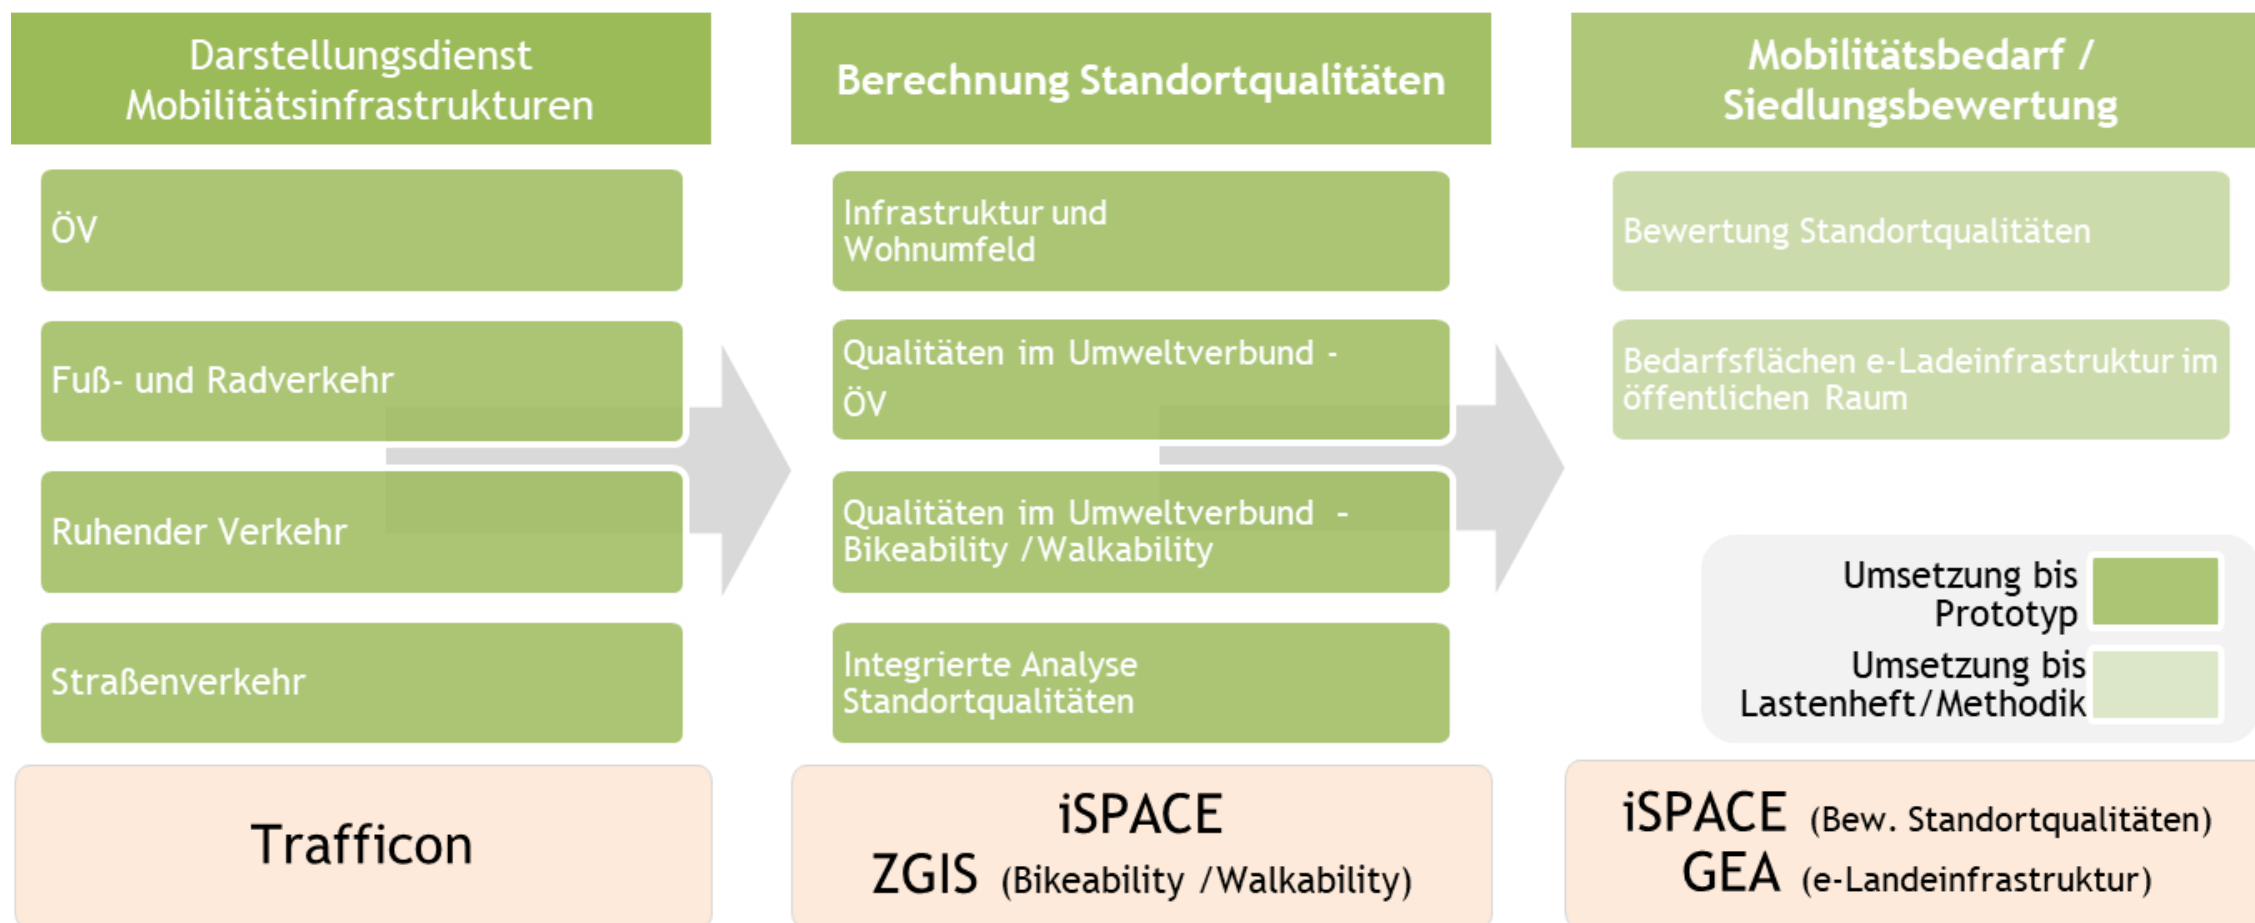 Darstellungsdienst
Mobilitätsinfrastrukturen
ÖV
Fuß- und Radverkehr
Ruhender Verkehr
Straßenverkehr
Trafficon
Berechnung Standortqualitäten
Infrastruktur und
Wohnumfeld
Qualitäten im Umweltverbund -
ÖV
Qualitäten im Umweltverbund –
Bikeability /Walkability
Integrierte Analyse
Standortqualitäten
iSPACE
ZGIS (Bikeability /Walkability)
Mobilitätsbedarf /
Siedlungsbewertung
Bewertung Standortqualitäten
Bedarfsflächen e-Ladeinfrastruktur im
öffentlichen Raum
Umsetzung bis
Prototyp
Umsetzung bis
Lastenheft/Methodik
iSPACE (Bew. Standortqualitäten)
GEA (e-Landeinfrastruktur)